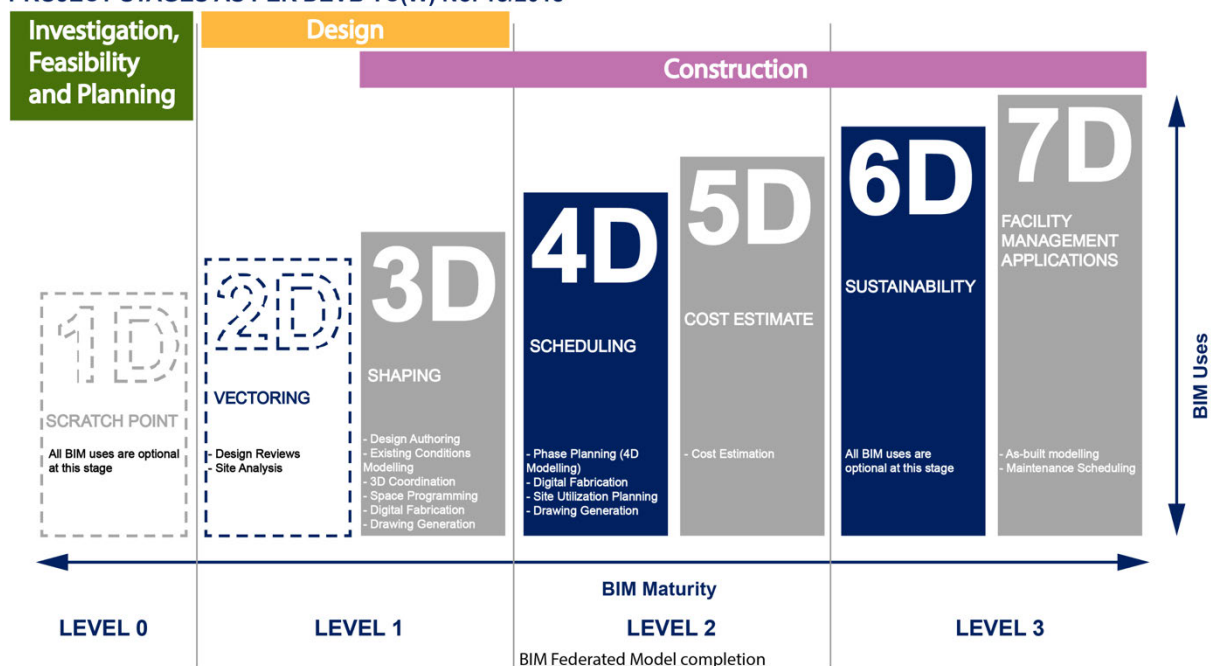 Investigation,
Feasibility
and Planning
Design
Construction
1D
SCRATCH POINT
All BIM uses are optional
at this stage
2D
VECTORING
- Design Reviews
- Site Analysis
3D
SHAPING
- Design Authoring
- Existing Conditions
Modelling
- 3D Coordination
- Space Programming
- Digital Fabrication
- Drawing Generation
4D
SCHEDULING
- Phase Planning (4D
Modelling)
- Digital Fabrication
- Site Utilization Planning
- Drawing Generation
5D
COST ESTIMATE
- Cost Estimation
6D
SUSTAINABILITY
All BIM uses are
optional at this stage
7D
FACILITY
MANAGEMENT
APPLICATIONS
- As-built modelling
- Maintenance Scheduling
BIM Uses
BIM Maturity
LEVEL 0
LEVEL 1
LEVEL 2
LEVEL 3
BIM Federated Model completion